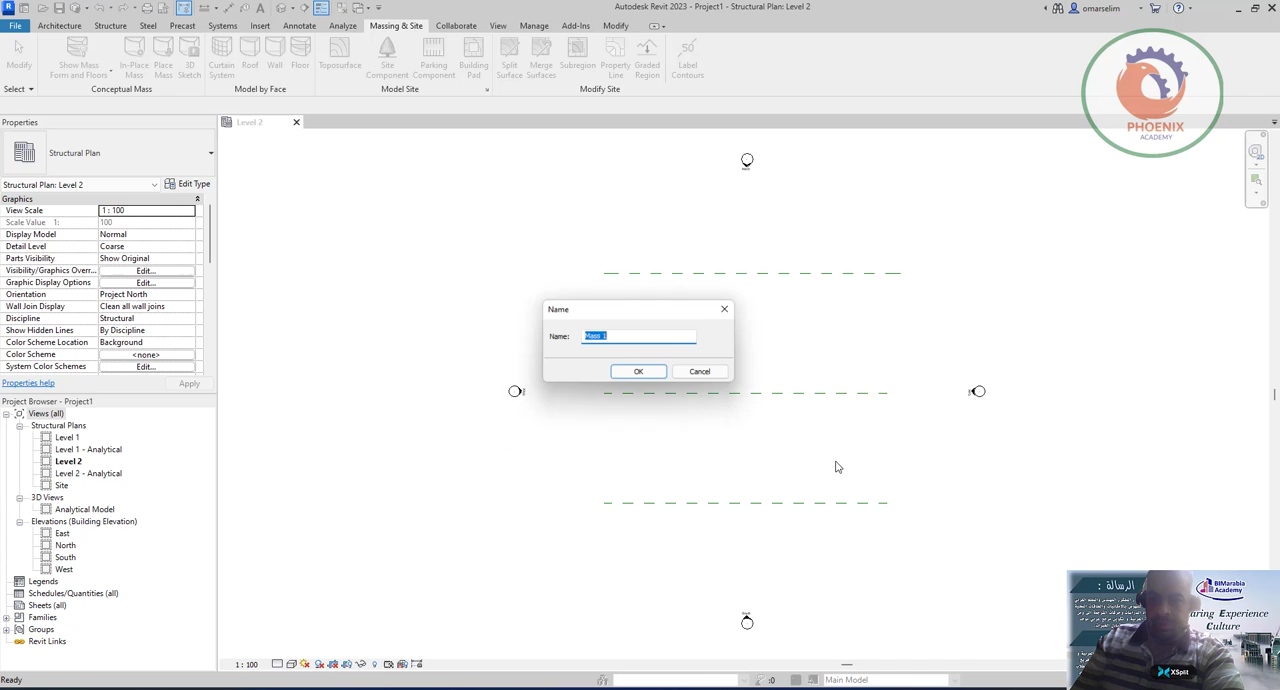 Autodesk Revit 2023 - Project1 - Structural Plan: Level 2
omarselim
File Architecture Structure Steel Precast Systems Insert Annotate Analyze Massing & Site Collaborate View Manage Add-Ins Modify
Modify
Show Mass Form and Floors
In-Place Mass
Place Mass
3D Sketch
Curtain System
Roof
Wall
Floor
Toposurface
Site Component
Parking Component
Building Pad
Split Surface
Merge Surfaces
Subregion
Property Line
Graded Region
Label Contours
Select
Conceptual Mass
Model by Face
Model Site
Modify Site
PHOENIX
ACADEMY
Properties
Level 2
Structural Plan
Structural Plan: Level 2
Edit Type
Graphics
View Scale 1 : 100
Scale Value 1: 100
Display Model Normal
Detail Level Coarse
Parts Visibility Show Original
Visibility/Graphics Overr... Edit...
Graphic Display Options Edit...
Orientation Project North
Wall Join Display Clean all wall joins
Discipline Structural
Show Hidden Lines By Discipline
Color Scheme Location Background
Color Scheme <none>
System Color Schemes Edit...
Properties help
Apply
Project Browser - Project1
Views (all)
Structural Plans
Level 1
Level 1 - Analytical
Level 2
Level 2 - Analytical
Site
3D Views
Analytical Model
Elevations (Building Elevation)
East
North
South
West
Legends
Schedules/Quantities (all)
Sheets (all)
Families
Groups
Revit Links
Name
Name: Mass 1
OK
Cancel
1 : 100
Ready
:0
Main Model
الرسالة :
BIMarabia
Academy
aring Experience
Culture
XSplit